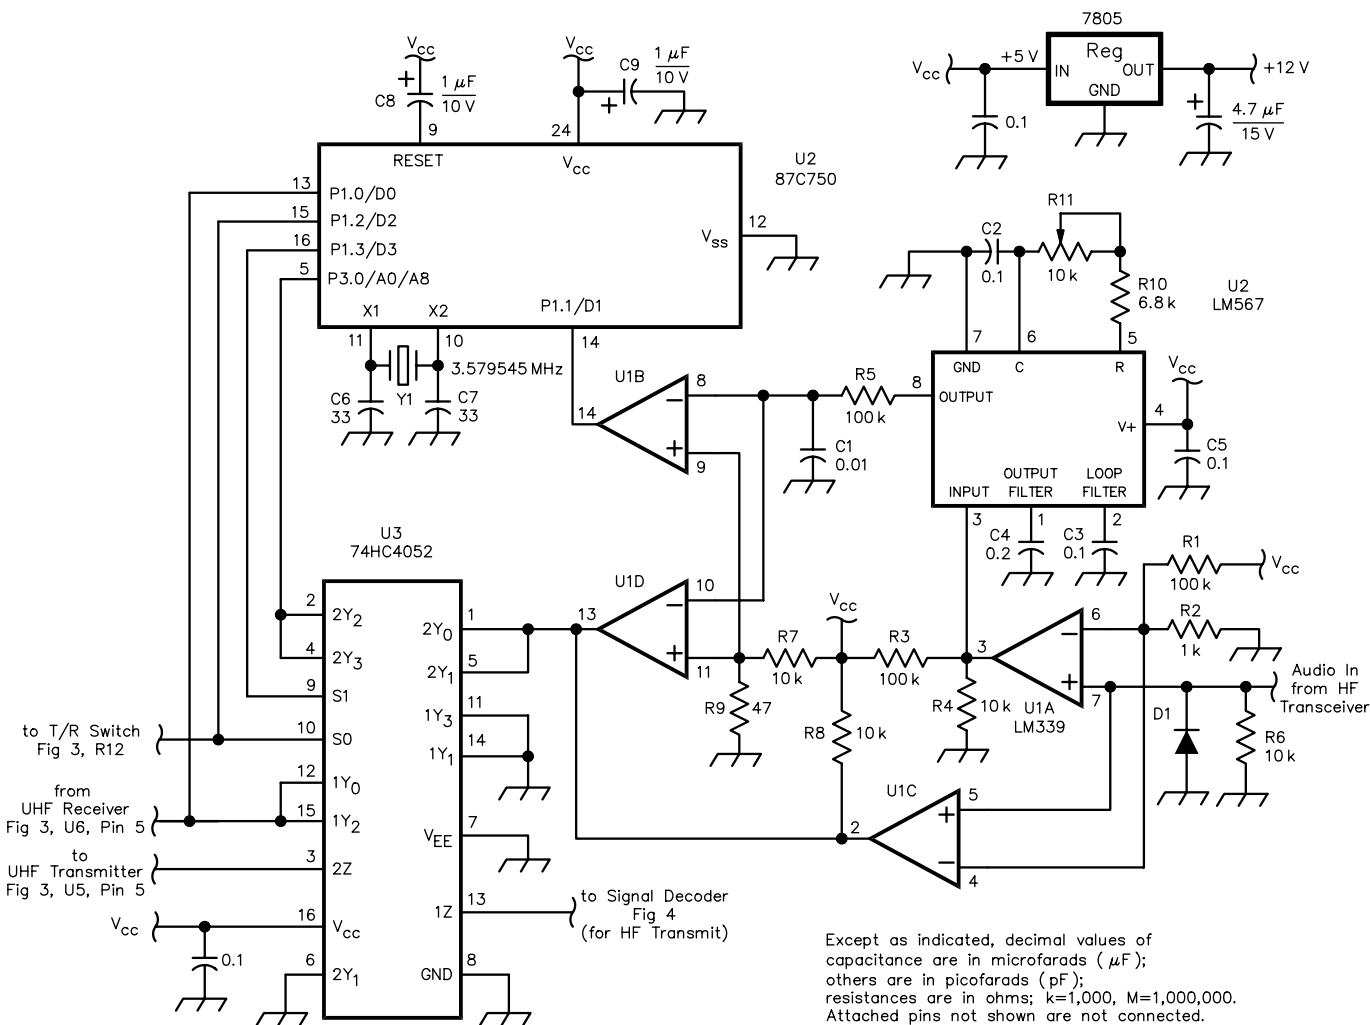 7805
Reg
IN
OUT
GND
+5 V
Vcc
+12 V
0.1
4.7 µF
15 V
Vcc
C8
+
1 µF
10 V
9
Vcc
C9
+
1 µF
10 V
24
RESET
Vcc
U2
87C750
13
P1.0/D0
15
P1.2/D2
16
P1.3/D3
5
P3.0/A0/A8
Vss
12
X1
X2
P1.1/D1
11
10
14
3.579545 MHz
Y1
C6
33
C7
33
R11
10 k
C2
0.1
R10
6.8 k
U2
LM567
7
6
5
GND
C
R
8
OUTPUT
V+
4
Vcc
C5
0.1
INPUT
OUTPUT
FILTER
LOOP
FILTER
3
1
2
C4
0.2
C3
0.1
R5
100 k
C1
0.01
U1B
14
8
−
+
9
U3
74HC4052
2
2Y2
4
2Y3
9
S1
10
S0
12
1Y0
15
1Y2
3
2Z
16
Vcc
6
2Y1
1
2Y0
5
2Y1
11
1Y3
14
1Y1
7
VEE
13
1Z
8
GND
to T/R Switch
Fig 3, R12
from
UHF Receiver
Fig 3, U6, Pin 5
to
UHF Transmitter
Fig 3, U5, Pin 5
Vcc
0.1
to Signal Decoder
Fig 4
(for HF Transmit)
U1D
13
10
−
+
11
R7
10 k
R9
47
Vcc
R3
100 k
R8
10 k
R4
10 k
3
6
−
+
7
U1A
LM339
R1
100 k
Vcc
R2
1 k
Audio In
from HF
Transceiver
D1
R6
10 k
U1C
2
5
+
−
4
Except as indicated, decimal values of
capacitance are in microfarads ( µF);
others are in picofarads (pF);
resistances are in ohms; k=1,000, M=1,000,000.
Attached pins not shown are not connected.